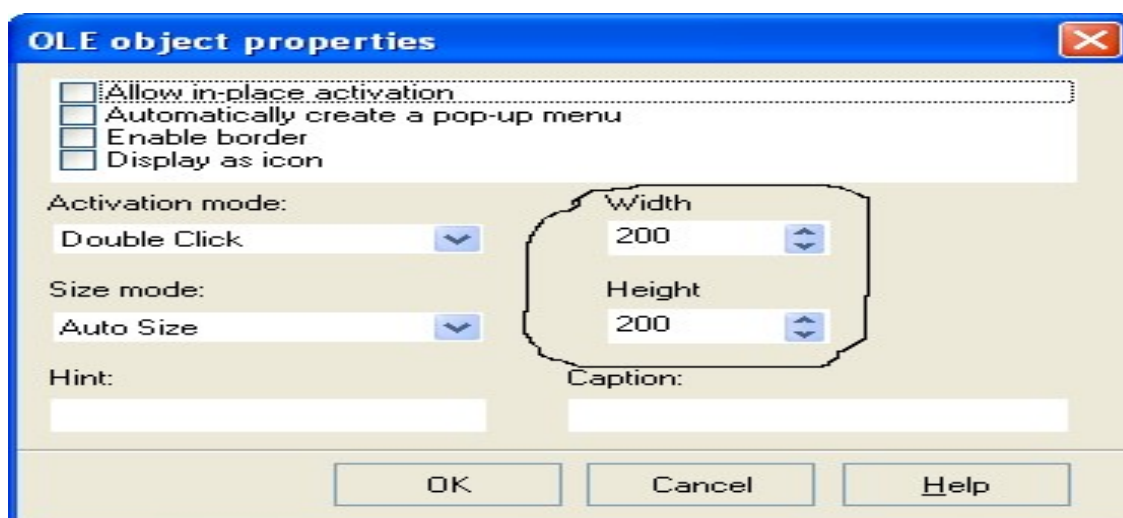 OLE object properties
Allow in-place activation
Automatically create a pop-up menu
Enable border
Display as icon
Activation mode:
Width
Double Click
200
Size mode:
Height
Auto Size
200
Hint:
Caption:
OK
Cancel
Help